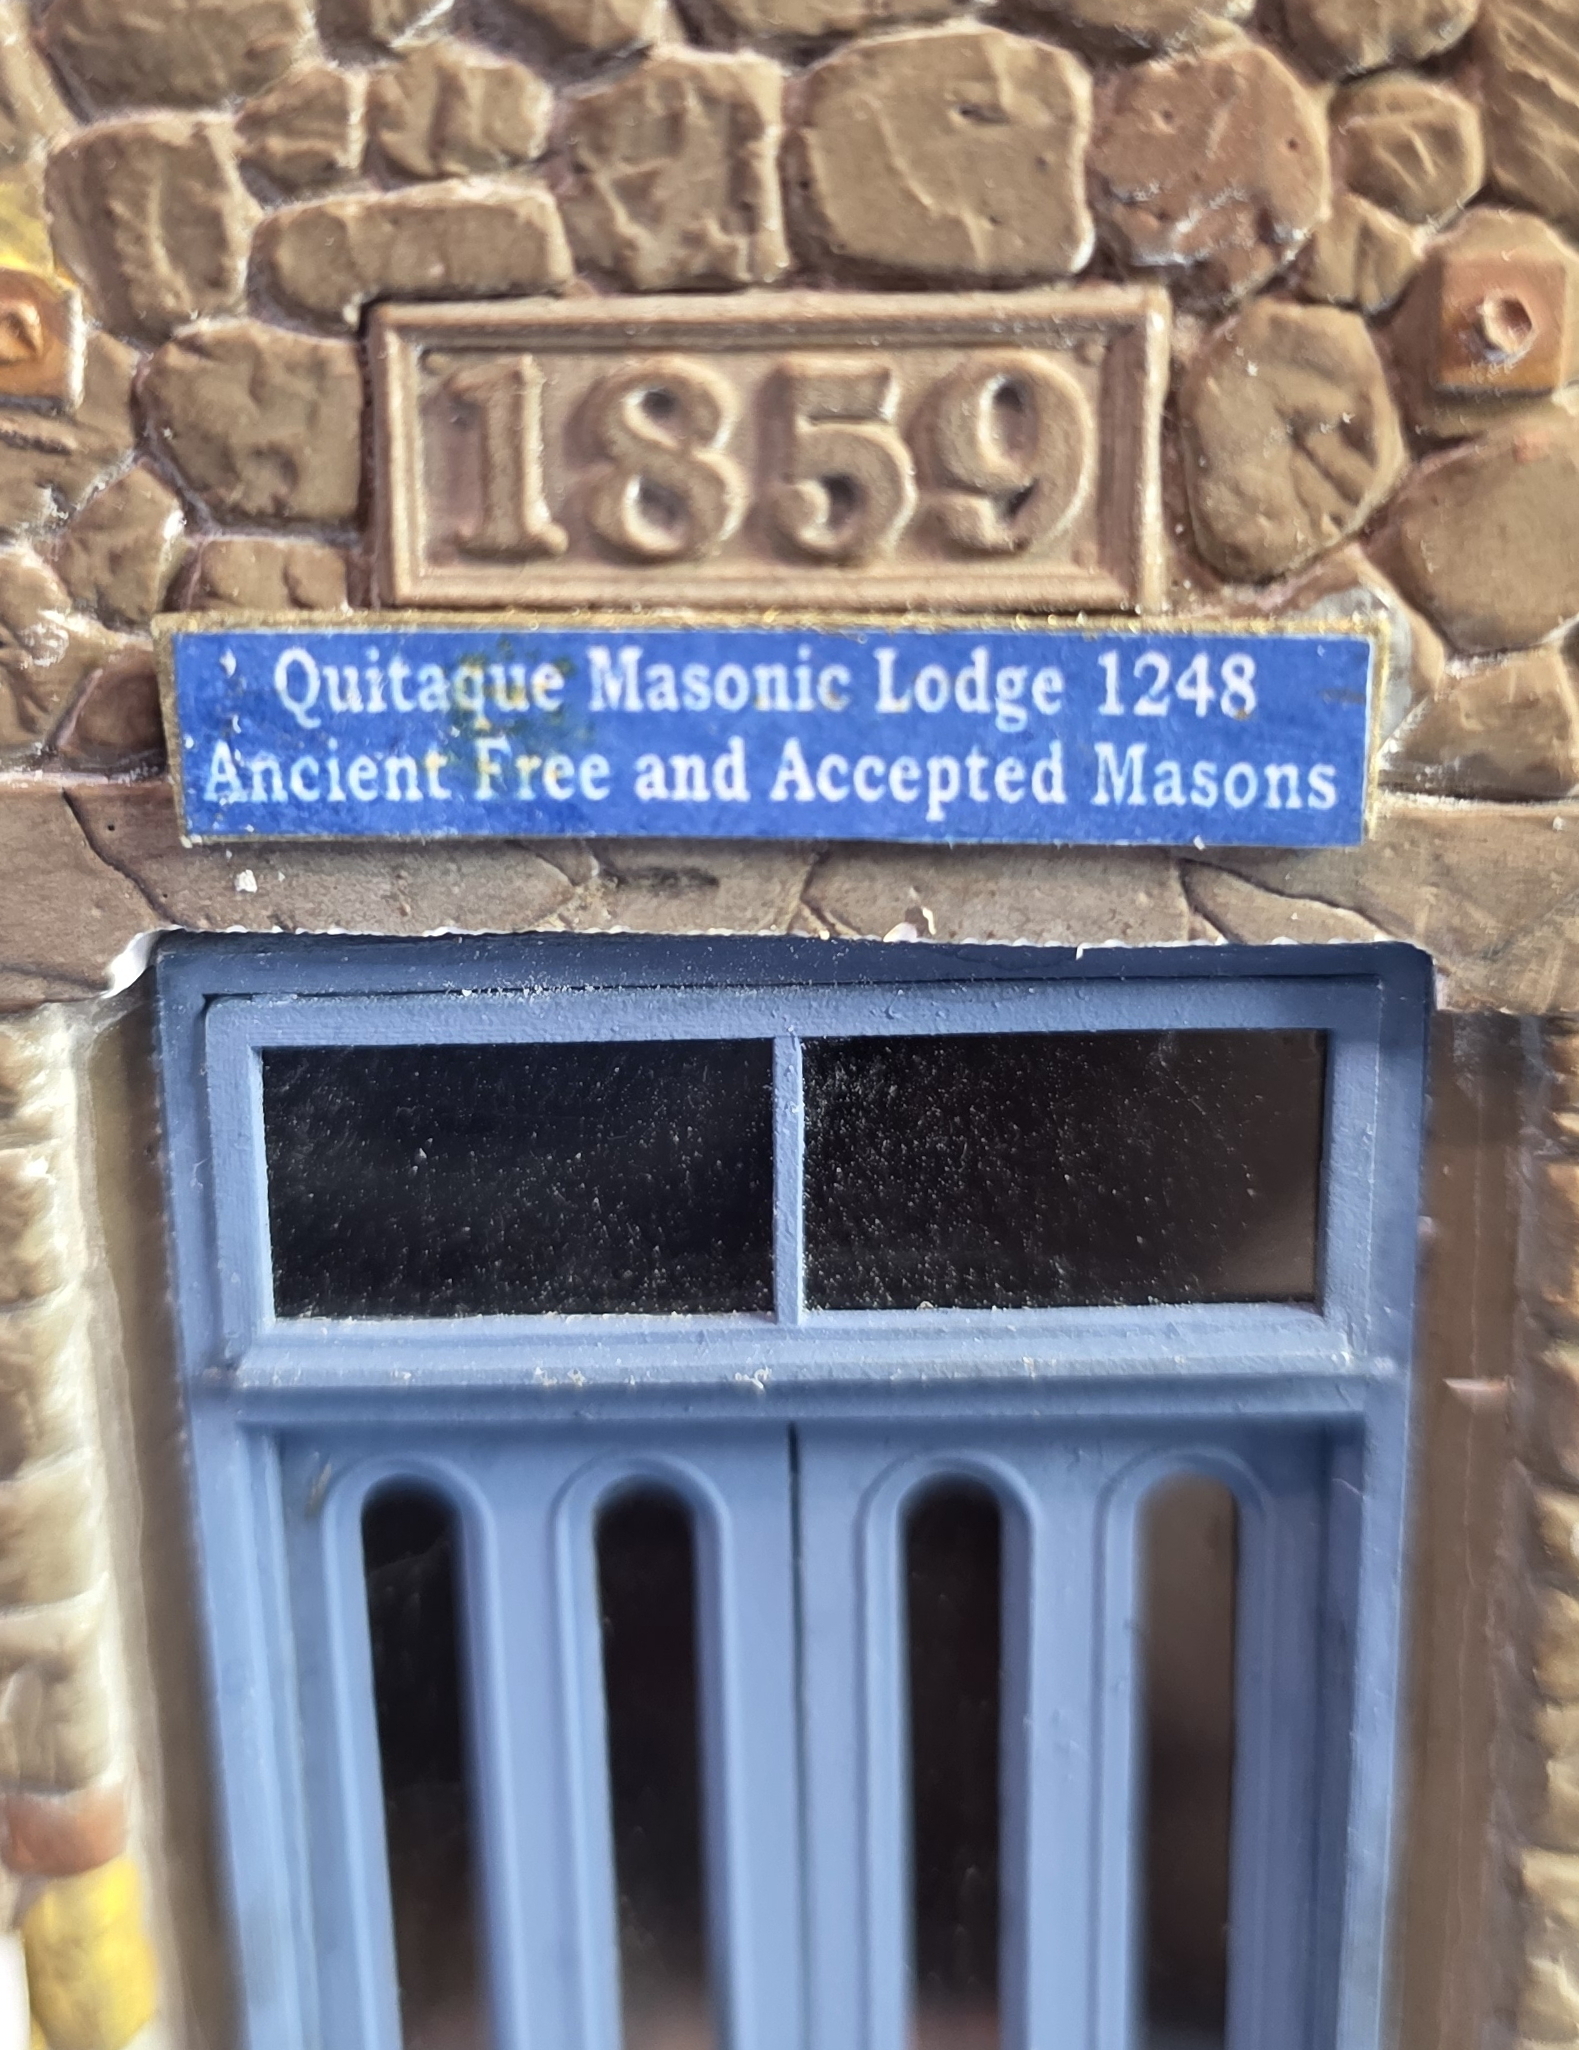 1859
Quitaque Masonic Lodge 1248
Ancient Free and Accepted Masons